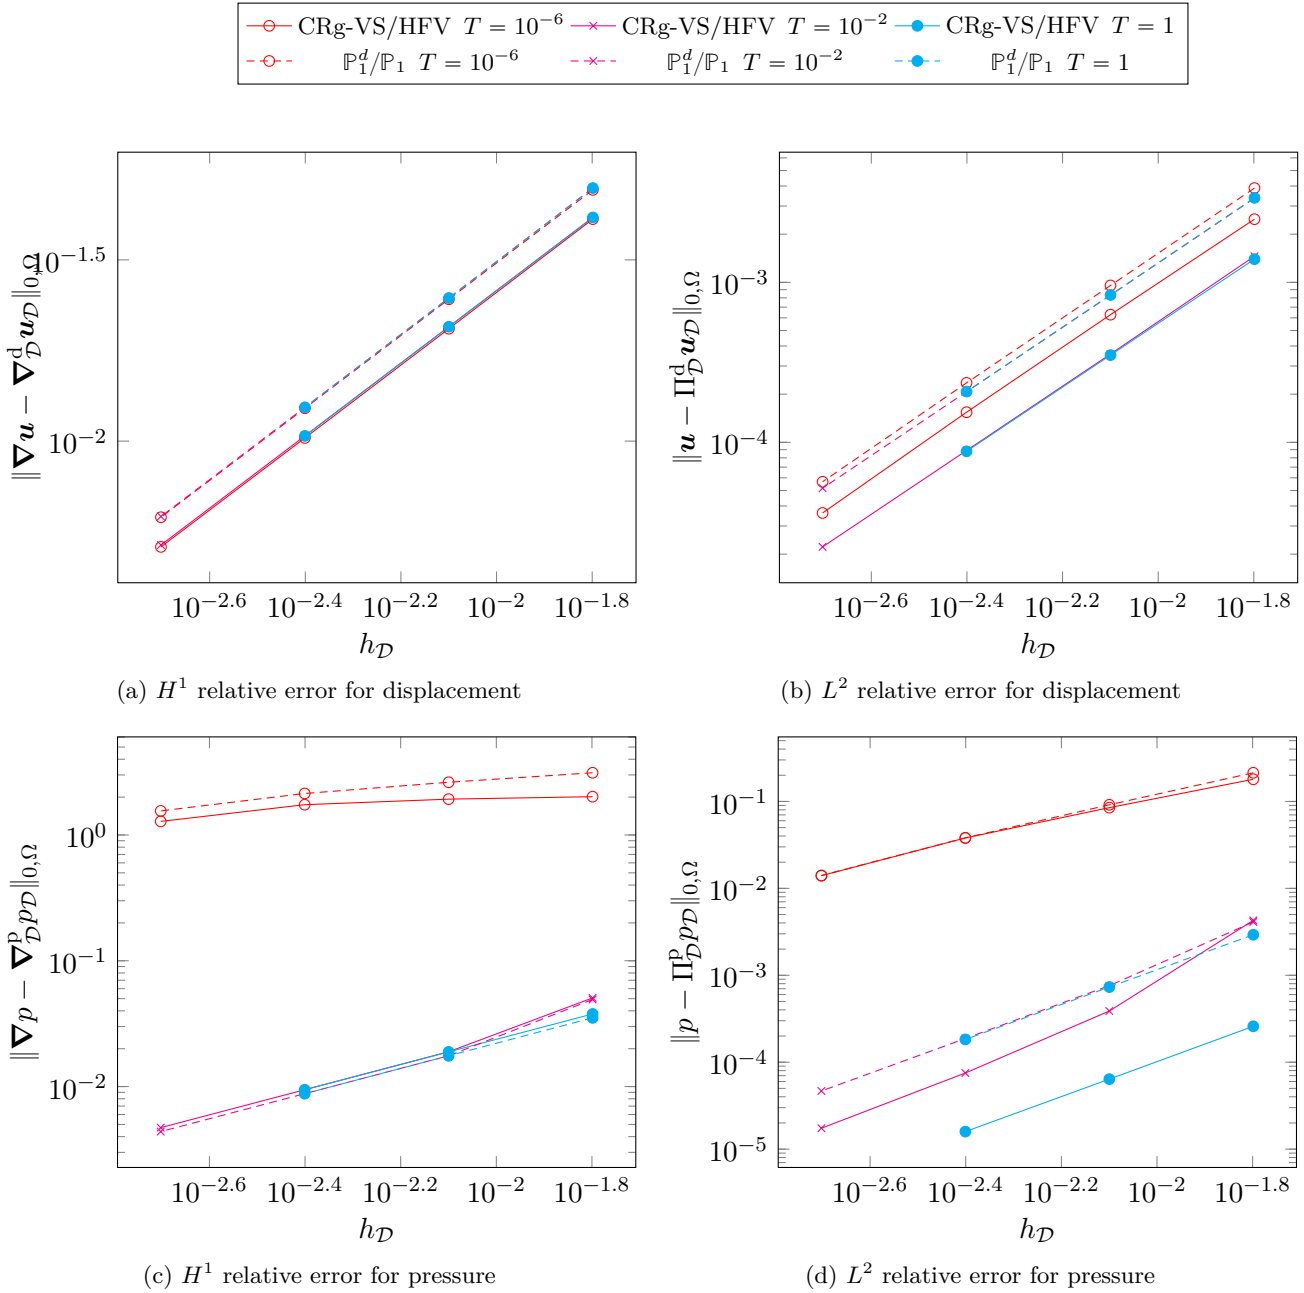 CRg-VS/HFV T = 10^{-6} CRg-VS/HFV T = 10^{-2} CRg-VS/HFV T = 1
ℙ_1^d/ℙ_1 T = 10^{-6} ℙ_1^d/ℙ_1 T = 10^{-2} ℙ_1^d/ℙ_1 T = 1
‖∇u − ∇_𝒟^d u_𝒟‖_{0,Ω}
10^{-1.5}
10^{-2}
10^{-2.6} 10^{-2.4} 10^{-2.2} 10^{-2} 10^{-1.8}
h_𝒟
(a) H^1 relative error for displacement
‖u − Π_𝒟^d u_𝒟‖_{0,Ω}
10^{-3}
10^{-4}
10^{-2.6} 10^{-2.4} 10^{-2.2} 10^{-2} 10^{-1.8}
h_𝒟
(b) L^2 relative error for displacement
‖∇p − ∇_𝒟^p p_𝒟‖_{0,Ω}
10^0
10^{-1}
10^{-2}
10^{-2.6} 10^{-2.4} 10^{-2.2} 10^{-2} 10^{-1.8}
h_𝒟
(c) H^1 relative error for pressure
‖p − Π_𝒟^p p_𝒟‖_{0,Ω}
10^{-1}
10^{-2}
10^{-3}
10^{-4}
10^{-5}
10^{-2.6} 10^{-2.4} 10^{-2.2} 10^{-2} 10^{-1.8}
h_𝒟
(d) L^2 relative error for pressure